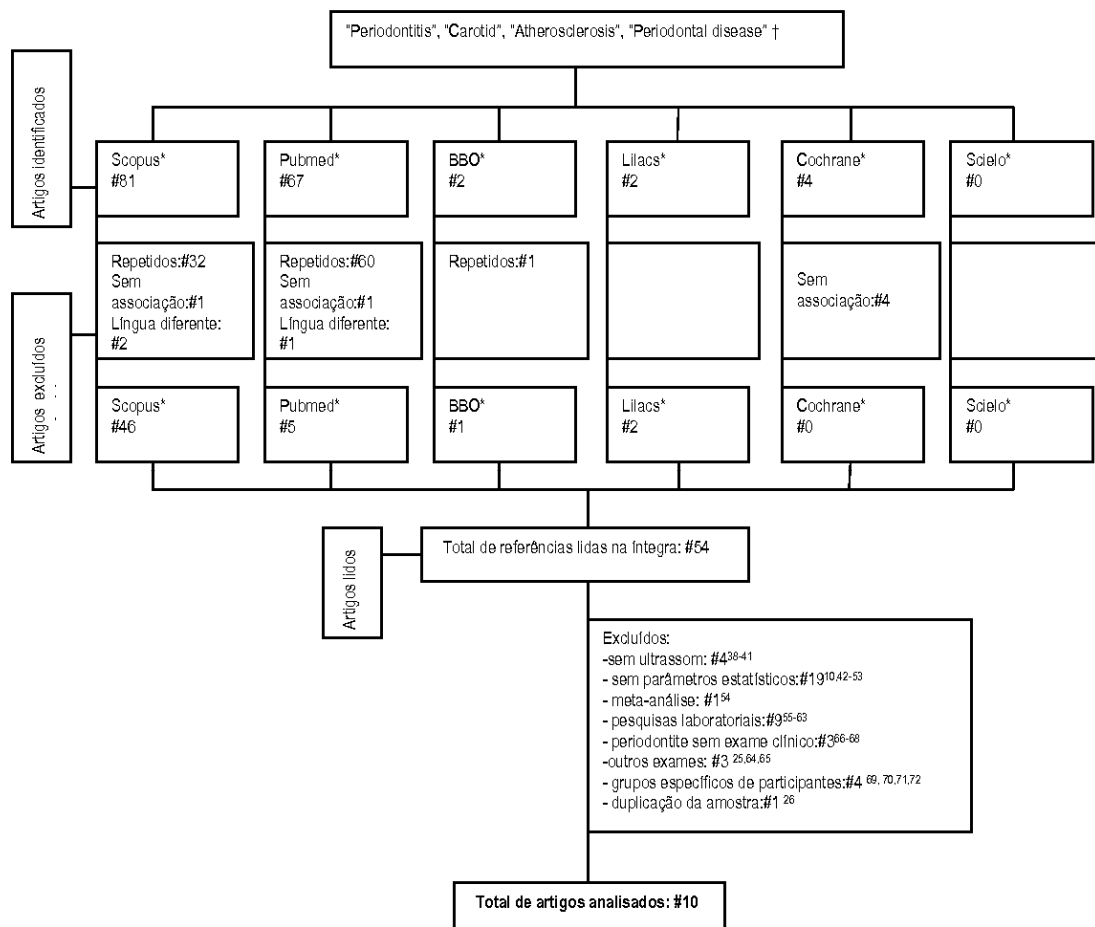 "Periodontitis", "Carotid", "Atherosclerosis", "Periodontal disease" †
Artigos identificados
Scopus*
#81
Pubmed*
#67
BBO*
#2
Lilacs*
#2
Cochrane*
#4
Scielo*
#0
Artigos excluídos
Repetidos:#32
Sem
associação:#1
Língua diferente:
#2
Repetidos:#60
Sem
associação:#1
Língua diferente:
#1
Repetidos:#1
Sem
associação:#4
Scopus*
#46
Pubmed*
#5
BBO*
#1
Lilacs*
#2
Cochrane*
#0
Scielo*
#0
Artigos lidos
Total de referências lidas na íntegra: #54
Excluídos:
-sem ultrassom: #4 38-41
- sem parâmetros estatísticos:#19 10,42-53
- meta-análise: #1 54
- pesquisas laboratoriais:#9 55-63
- periodontite sem exame clínico:#3 66-68
-outros exames: #3 25,64,65
- grupos específicos de participantes:#4 69, 70,71,72
- duplicação da amostra:#1 26
Total de artigos analisados: #10